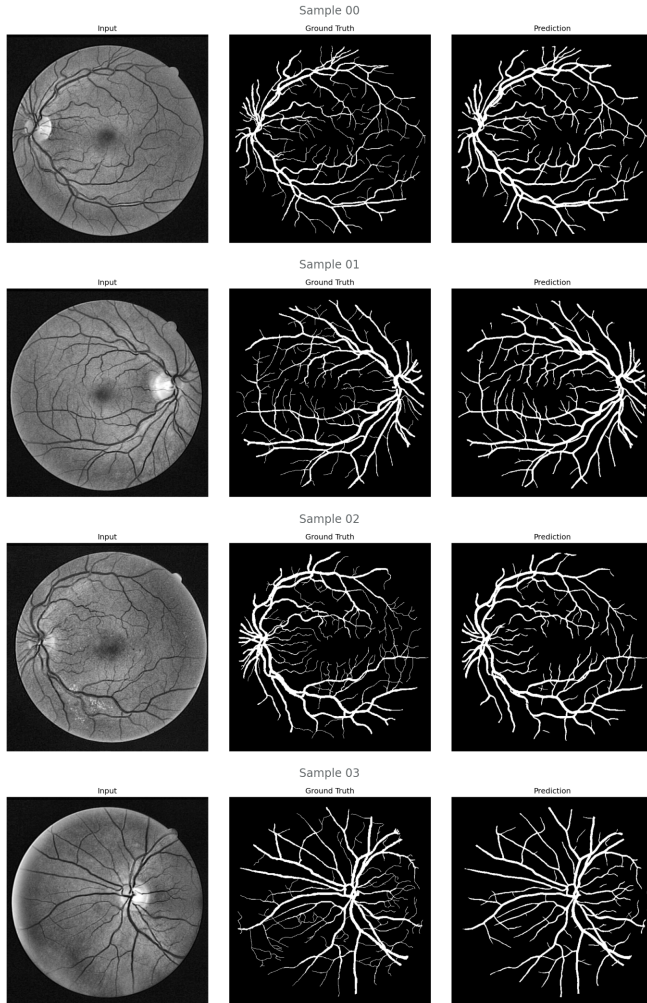 Sample 00
Input
Ground Truth
Prediction
Sample 01
Input
Ground Truth
Prediction
Sample 02
Input
Ground Truth
Prediction
Sample 03
Input
Ground Truth
Prediction